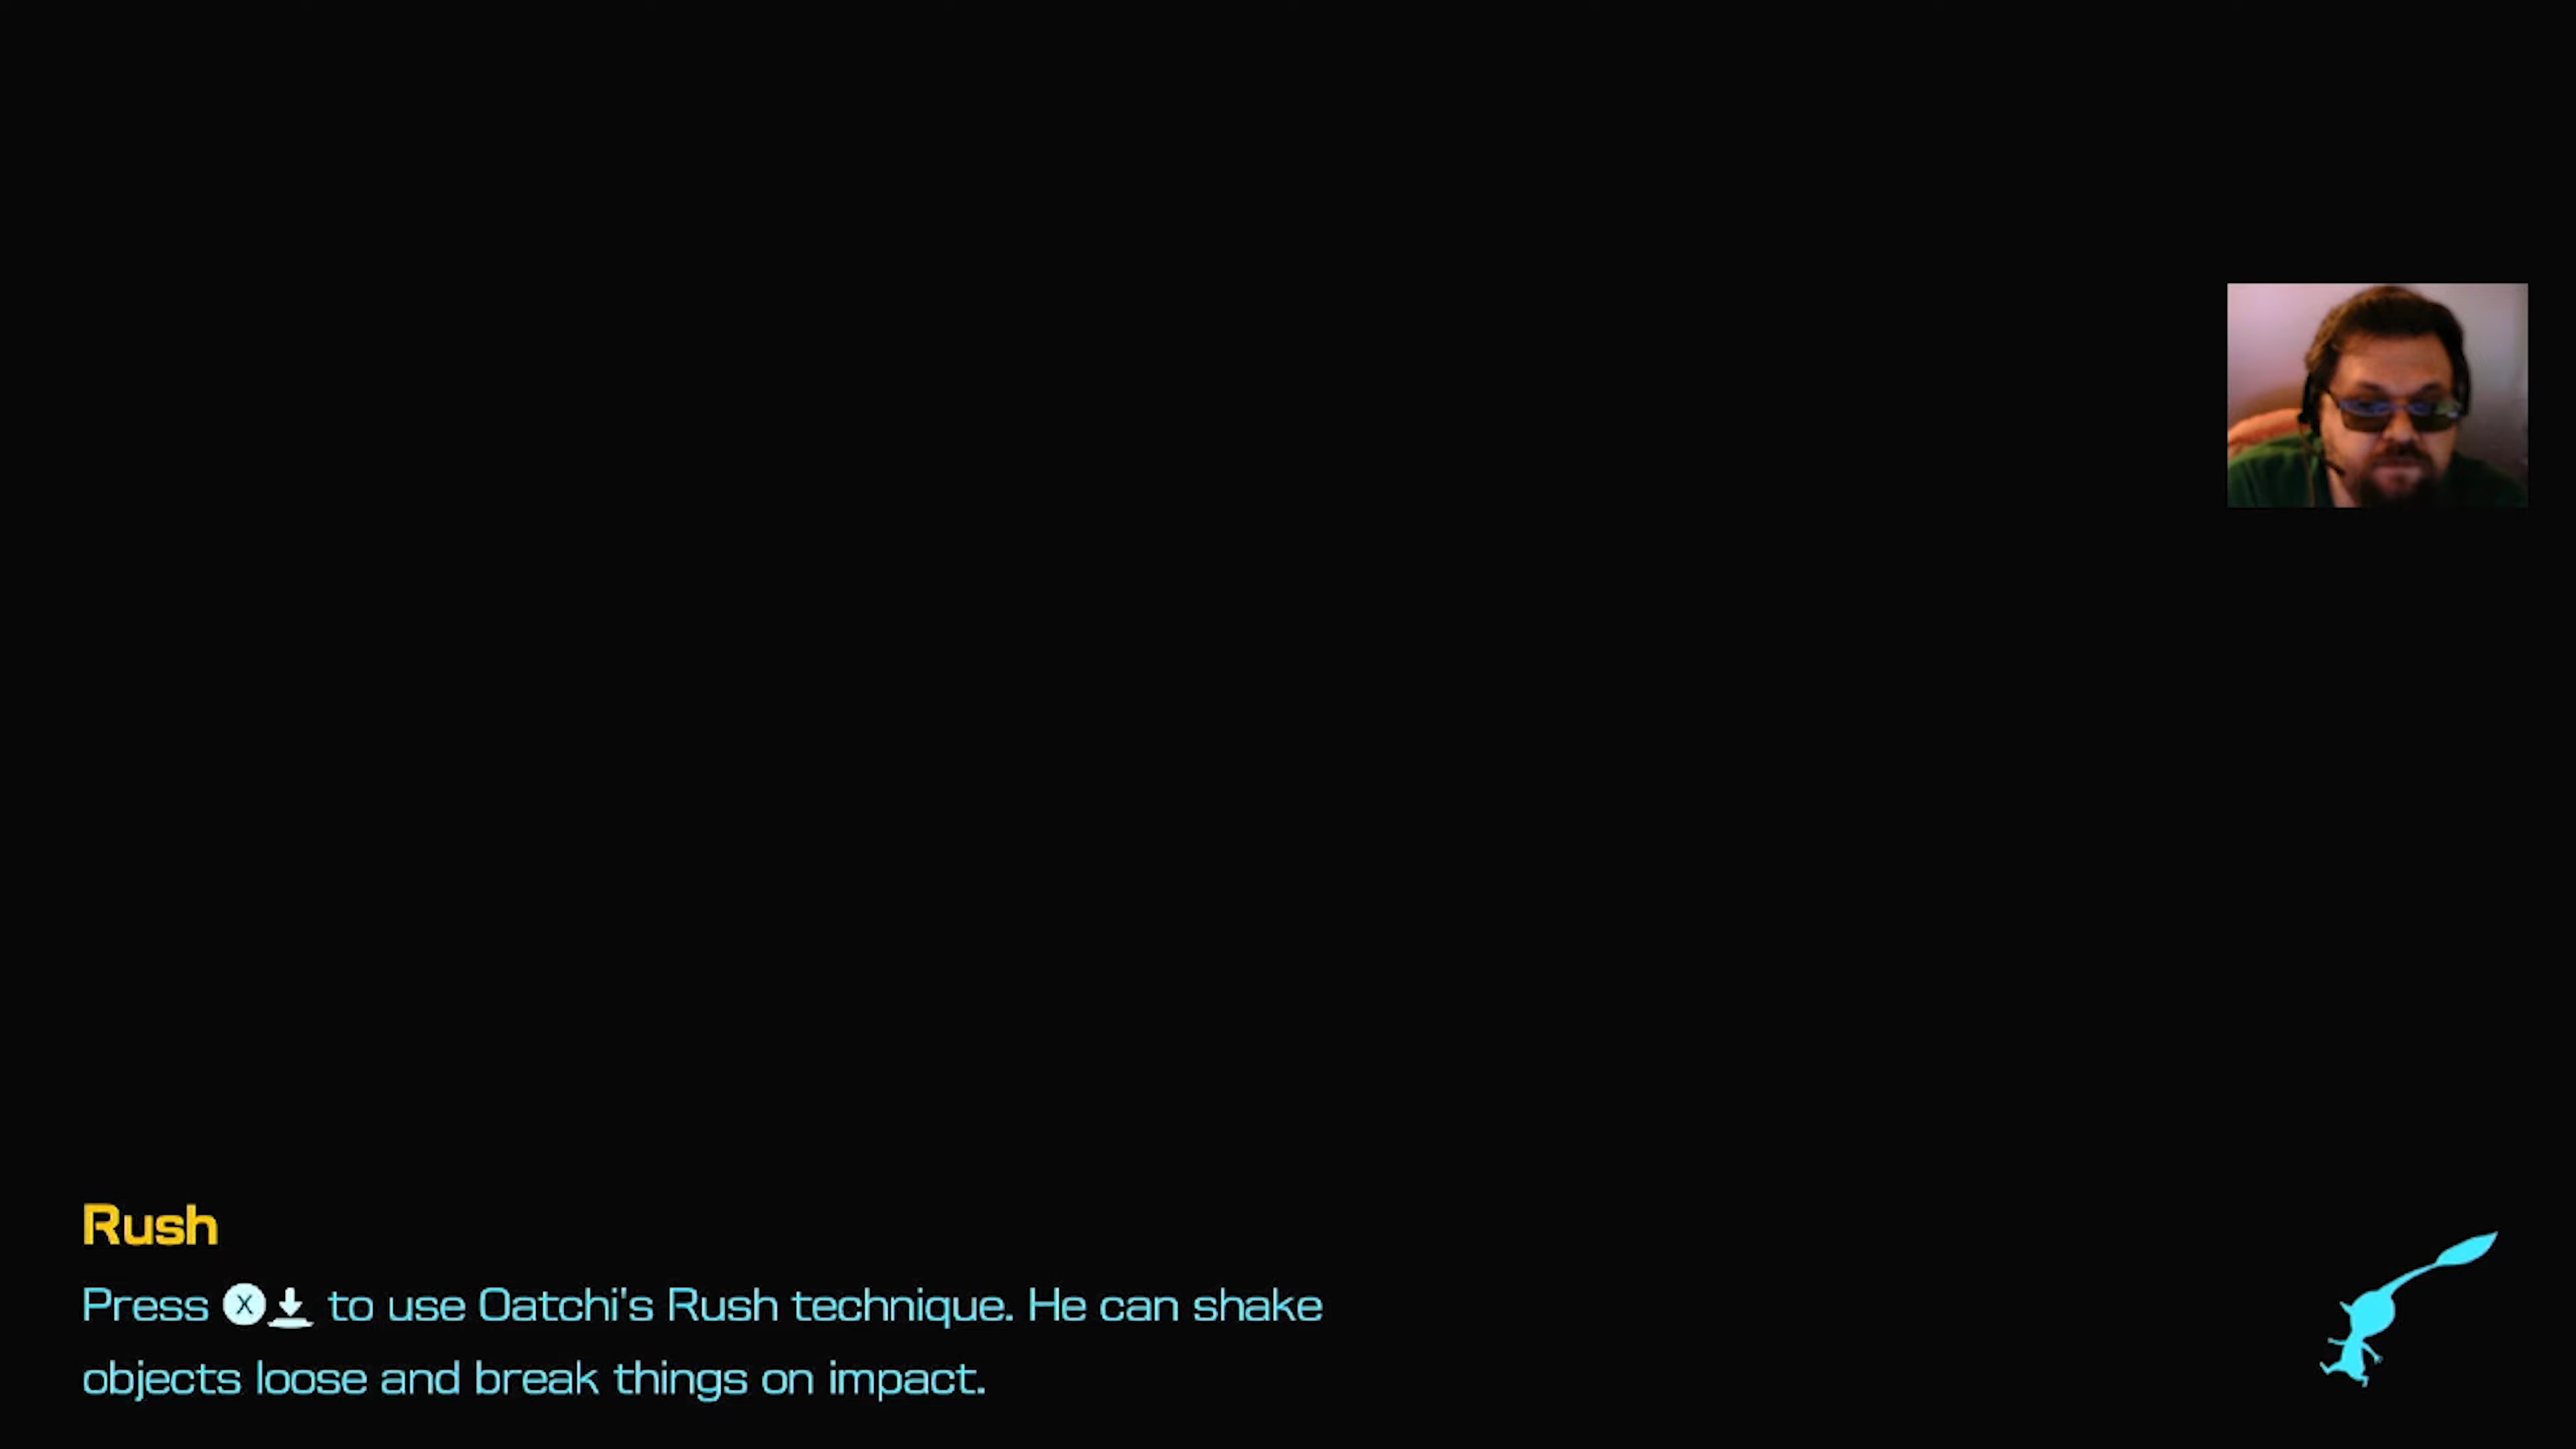 Rush
Press X to use Oatchi's Rush technique. He can shake
objects loose and break things on impact.